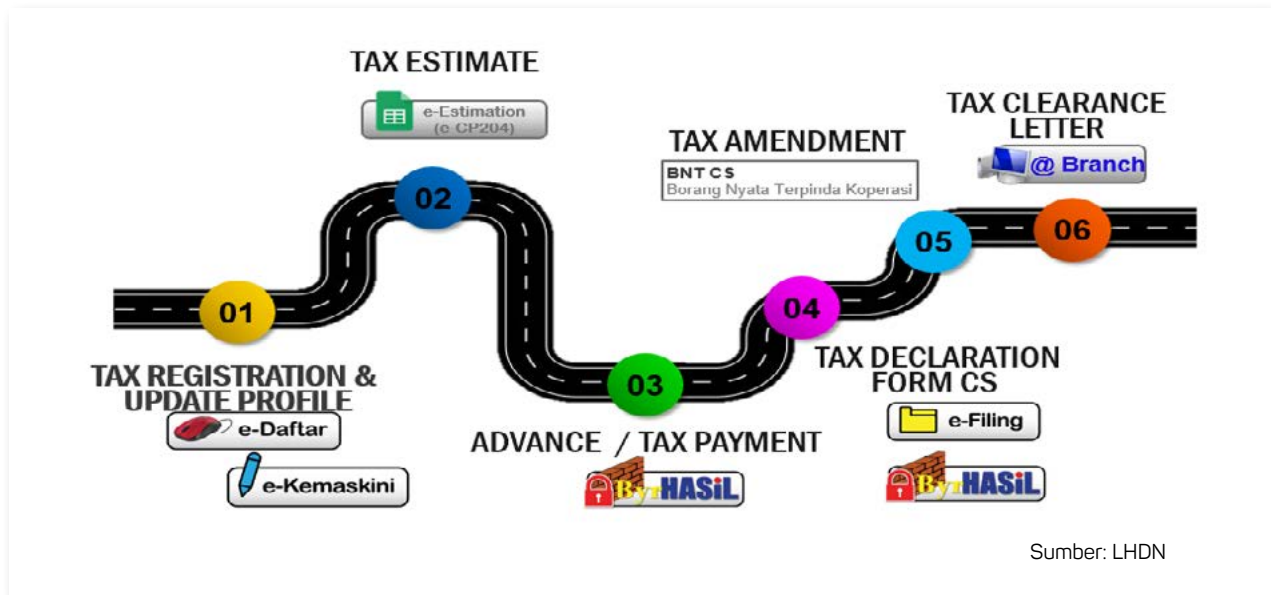 TAX ESTIMATE
e-Estimation
(e-CP204)
TAX CLEARANCE
LETTER
@ Branch
TAX AMENDMENT
BNT CS
Borang Nyata Terpinda Koperasi
02
05
06
01
04
03
TAX REGISTRATION &
UPDATE PROFILE
e-Daftar
e-Kemaskini
ADVANCE / TAX PAYMENT
ByrHASiL
TAX DECLARATION
FORM CS
e-Filing
ByrHASiL
Sumber: LHDN